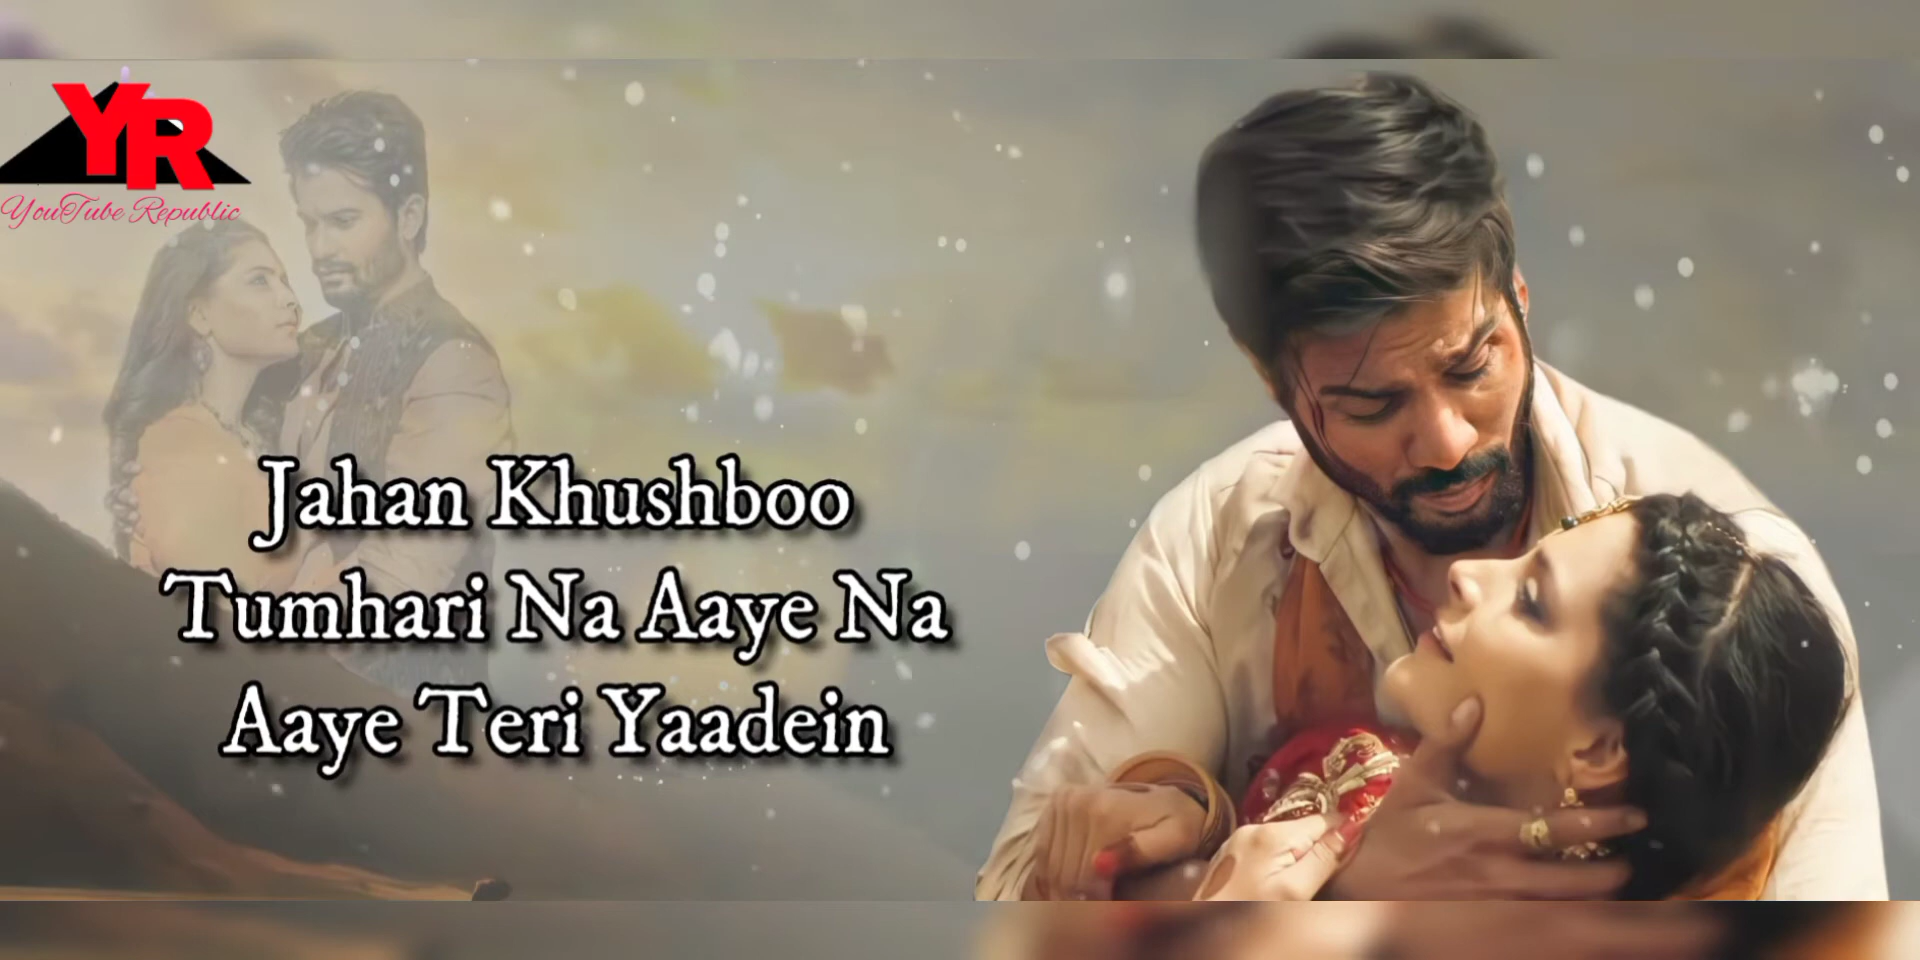 YR
YouTube Republic
Jahan Khushboo
Tumhari Na Aaye Na
Aaye Teri Yaadein